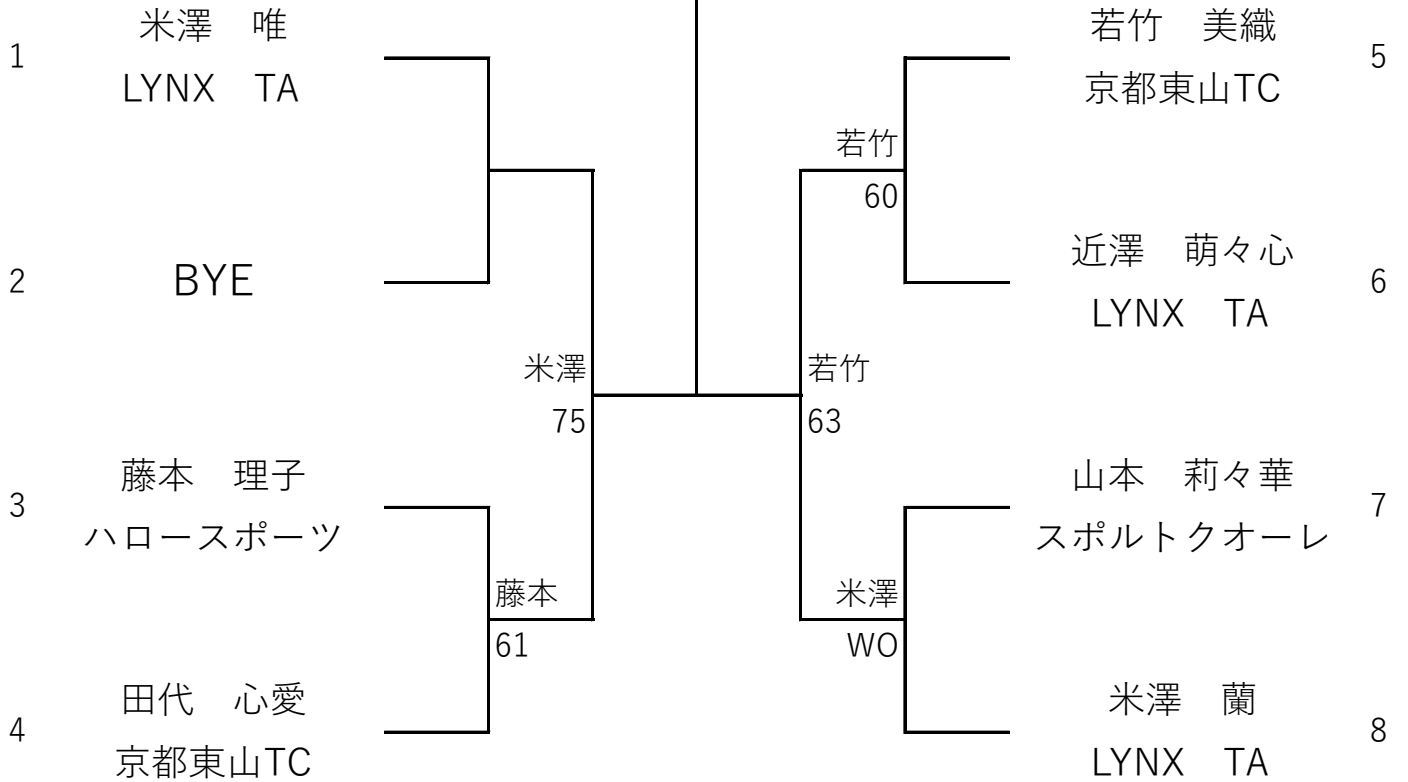 1
米澤　唯
LYNX　TA
2
BYE
3
藤本　理子
ハロースポーツ
4
田代　心愛
京都東山TC
米澤
75
藤本
61
若竹
60
若竹
63
米澤
WO
若竹　美織
京都東山TC
5
近澤　萌々心
LYNX　TA
6
山本　莉々華
スポルトクオーレ
7
米澤　蘭
LYNX　TA
8